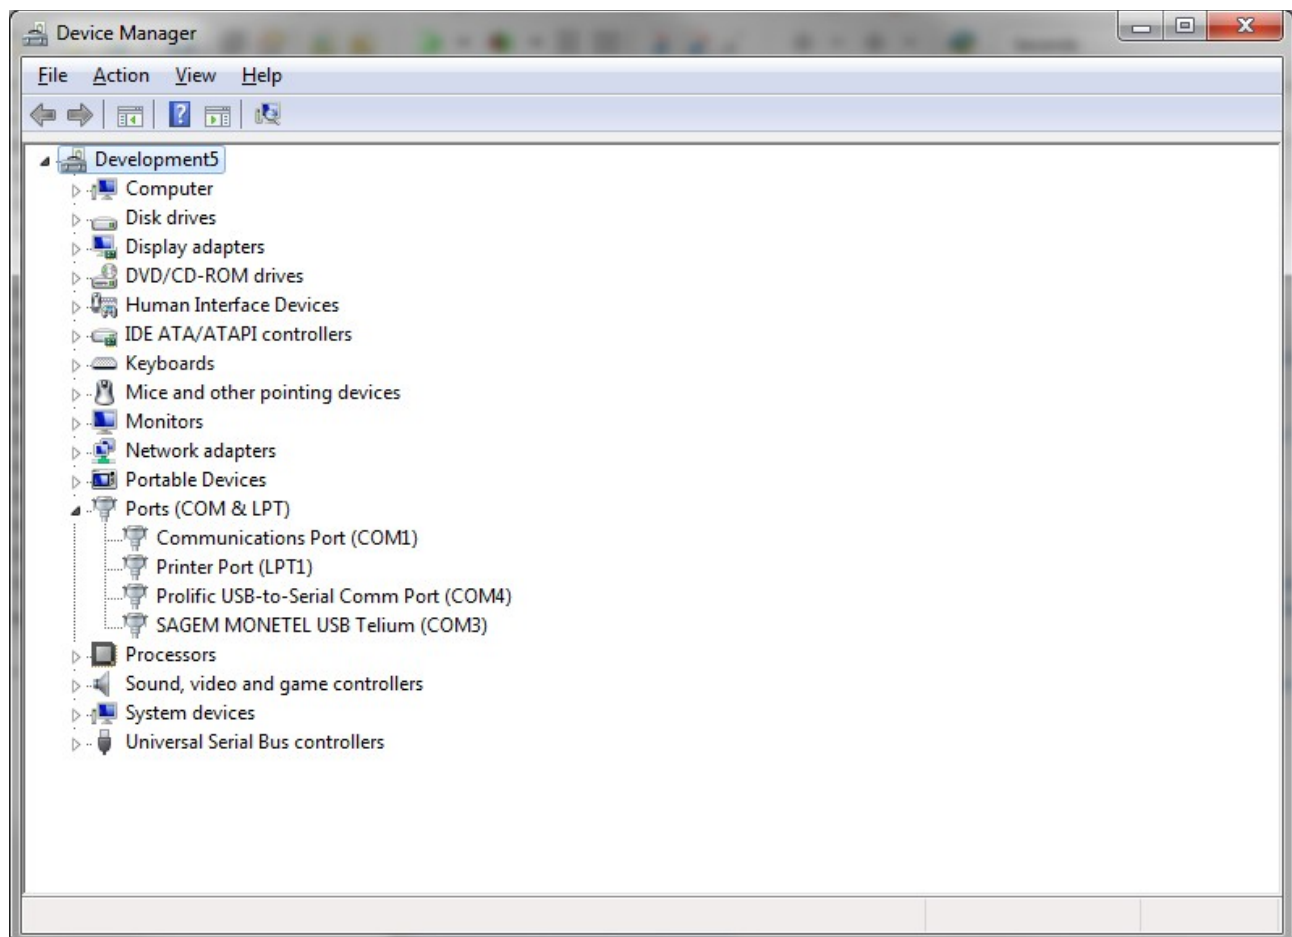 Device Manager
File Action View Help
Development5
Computer
Disk drives
Display adapters
DVD/CD-ROM drives
Human Interface Devices
IDE ATA/ATAPI controllers
Keyboards
Mice and other pointing devices
Monitors
Network adapters
Portable Devices
Ports (COM & LPT)
Communications Port (COM1)
Printer Port (LPT1)
Prolific USB-to-Serial Comm Port (COM4)
SAGEM MONETEL USB Telium (COM3)
Processors
Sound, video and game controllers
System devices
Universal Serial Bus controllers